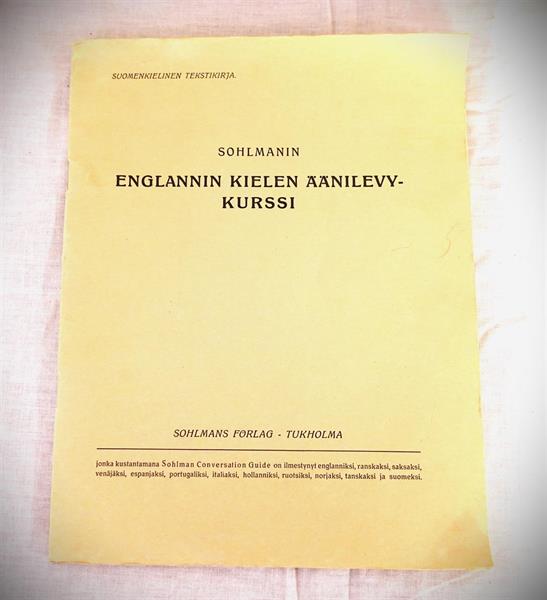 SUOMENKIELINEN TEKSTIKIRJA.
SOHLMANIN
ENGLANNIN KIELEN ÄÄNILEVY-
KURSSI
SOHLMANS FÖRLAG - TUKHOLMA
jonka kustantamana Sohlman Conversation Guide on ilmestynyt englanniksi, ranskaksi, saksaksi,
venäjäksi, espanjaksi, portugaliksi, italiaksi, hollanniksi, ruotsiksi, norjaksi, tanskaksi ja suomeksi.